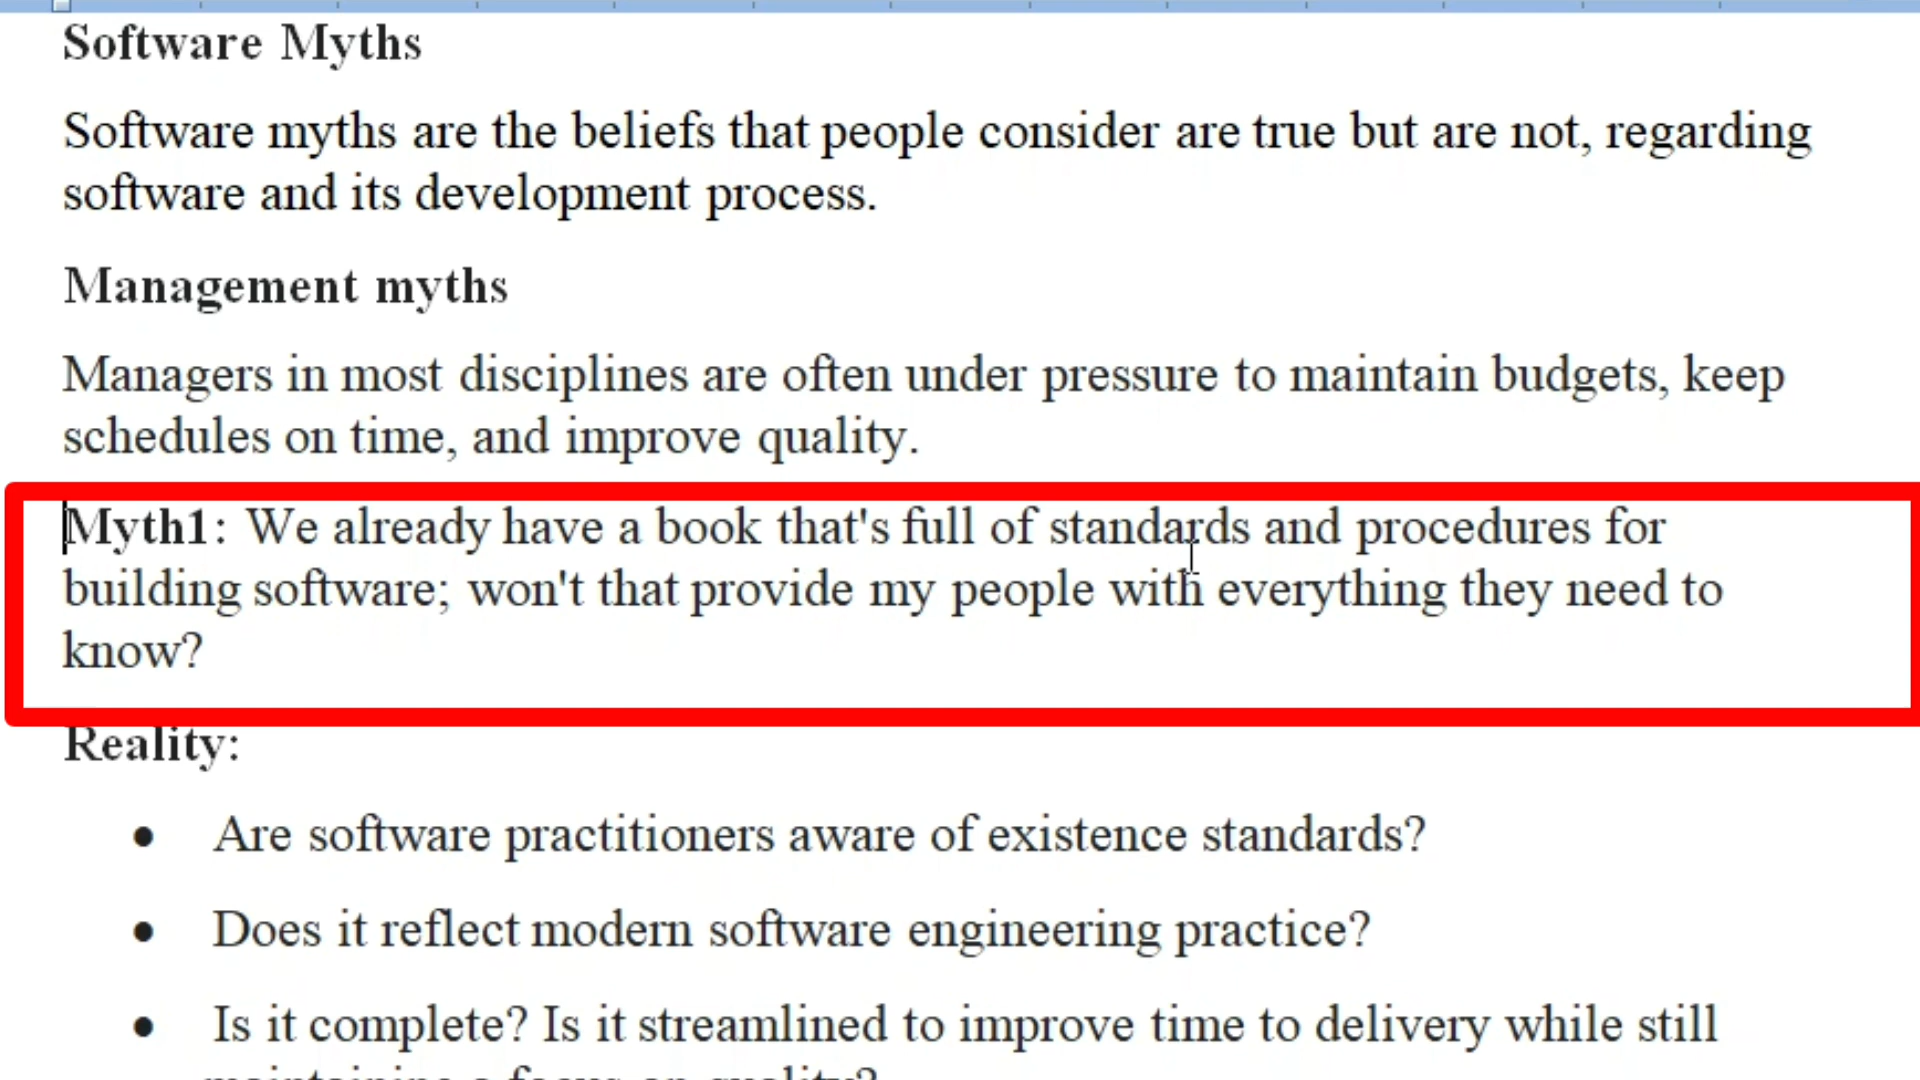 Software Myths
Software myths are the beliefs that people consider are true but are not, regarding
software and its development process.
Management myths
Managers in most disciplines are often under pressure to maintain budgets, keep
schedules on time, and improve quality.
Myth1: We already have a book that's full of standards and procedures for
building software; won't that provide my people with everything they need to
know?
Reality:
● Are software practitioners aware of existence standards?
● Does it reflect modern software engineering practice?
● Is it complete? Is it streamlined to improve time to delivery while still
maintaining a focus on quality?